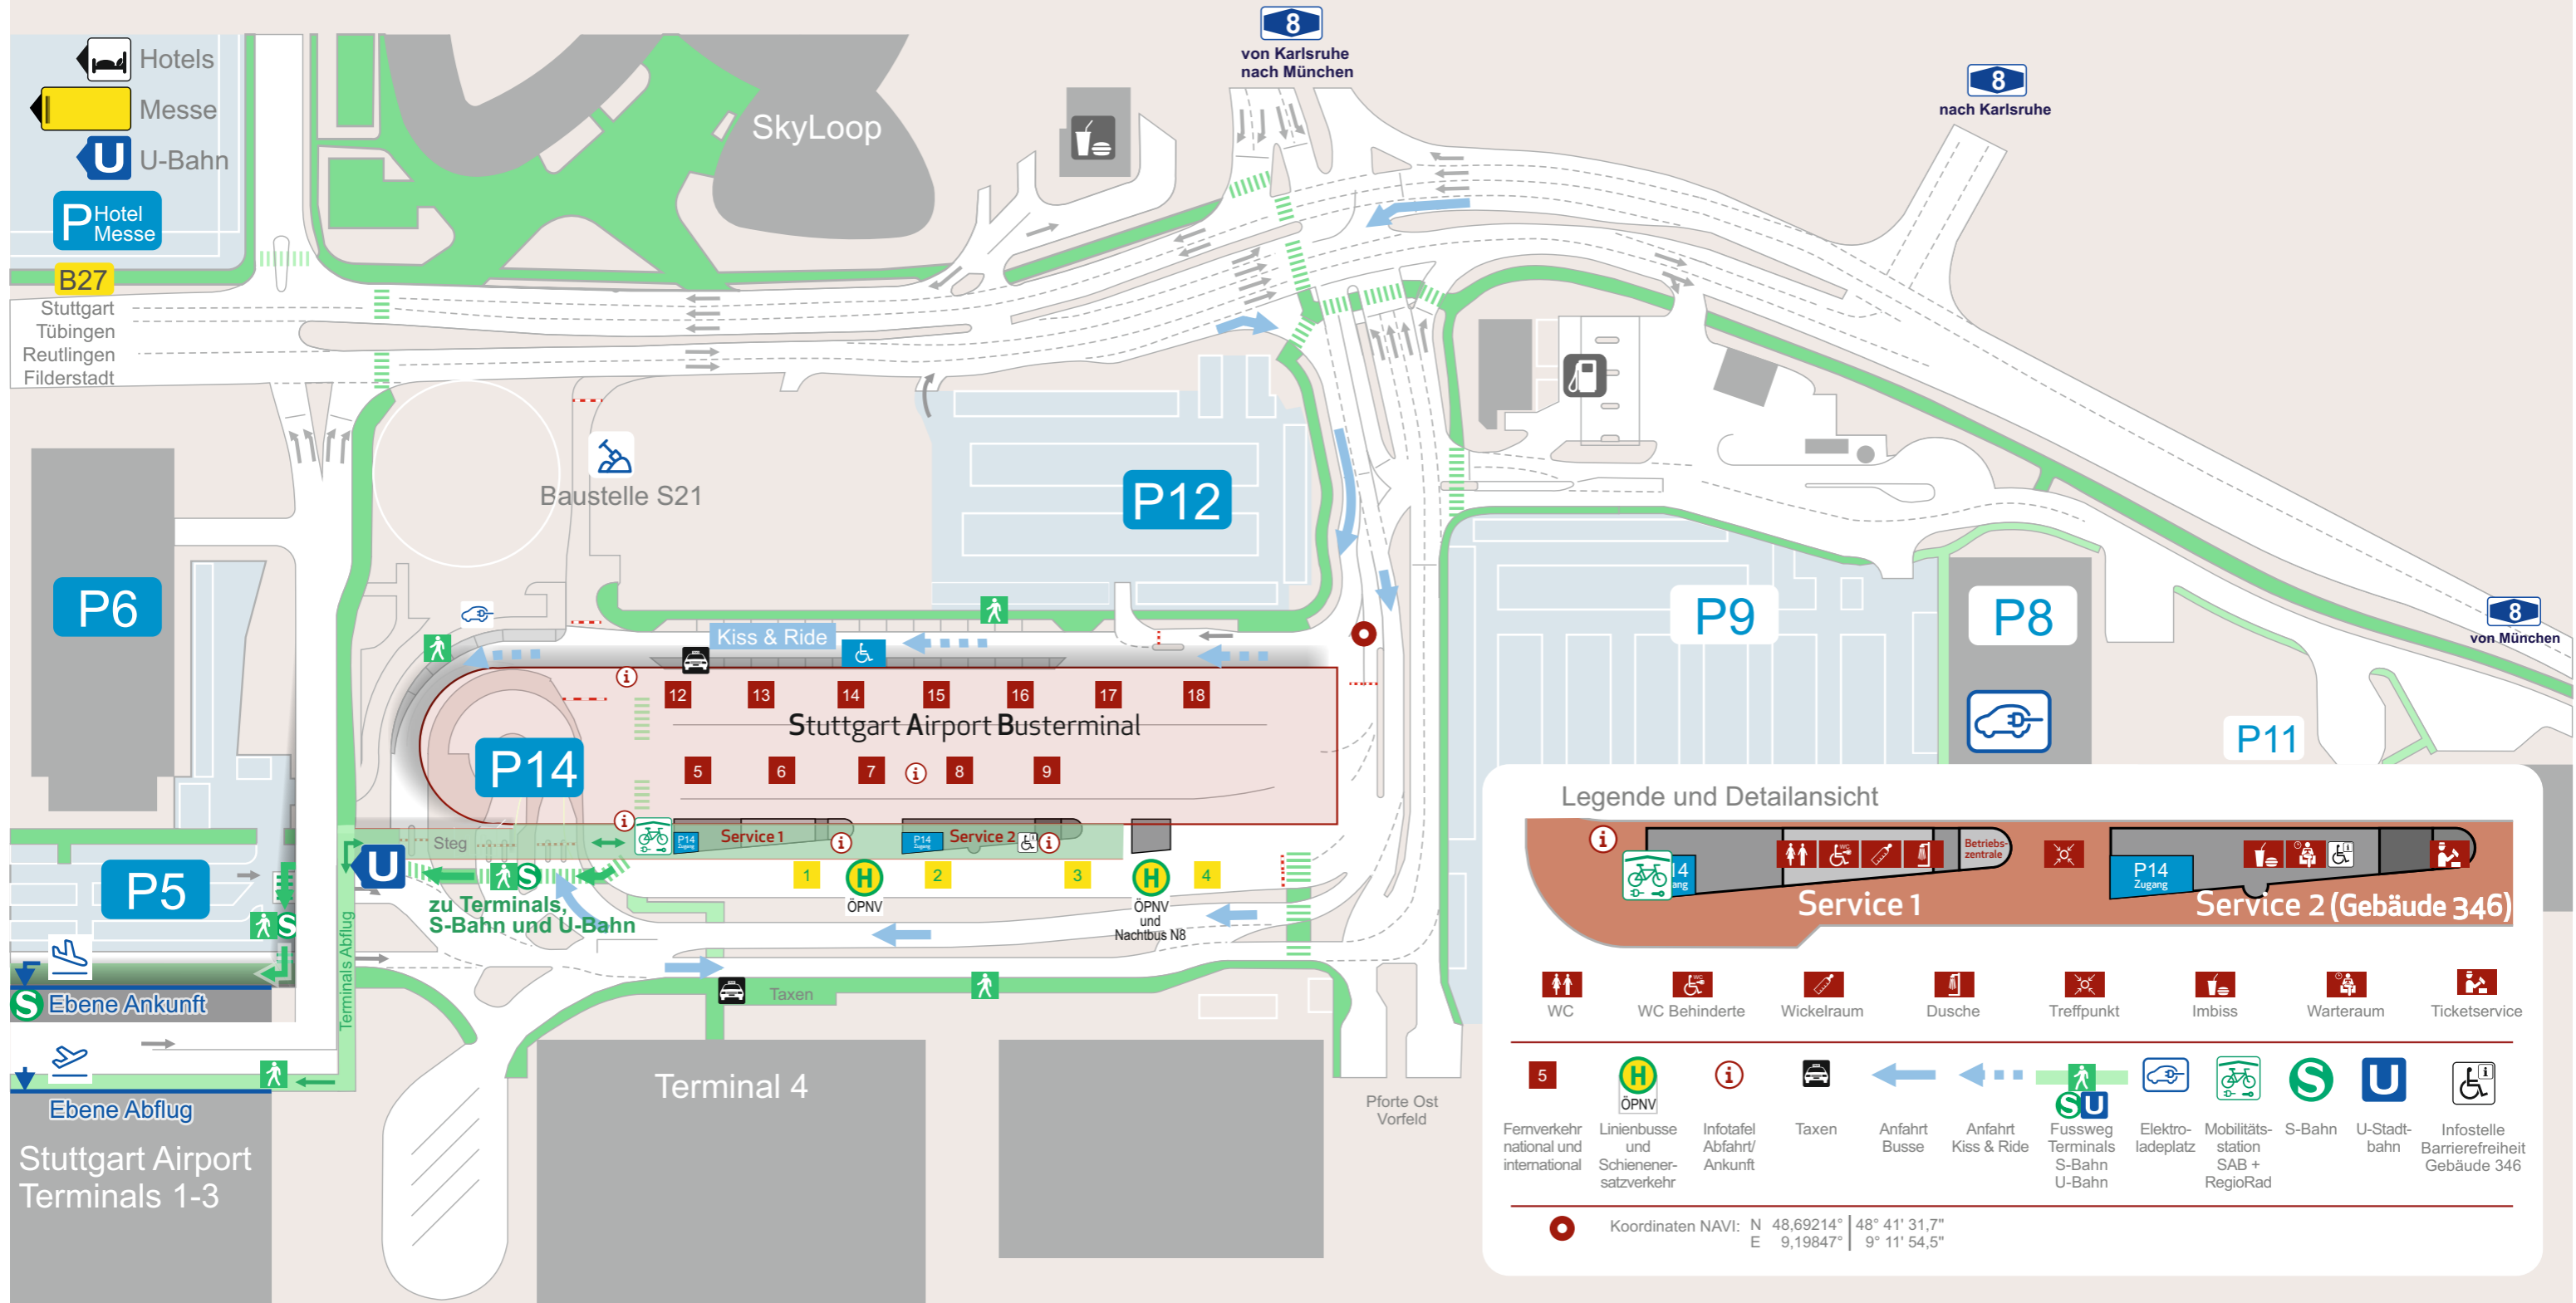 Hotels
Messe
U
U-Bahn
P Hotel
Messe
B27
Stuttgart
Tübingen
Reutlingen
Filderstadt
SkyLoop
8
von Karlsruhe
nach München
8
nach Karlsruhe
8
von München
Baustelle S21
P12
P6
P9
P8
P11
Kiss & Ride
i
12
13
14
15
16
17
18
Stuttgart Airport Busterminal
P14
5
6
7
i
8
9
i
Steg
P14
Zugang
Service 1
i
P14
Zugang
Service 2
i
i
U
S
zu Terminals,
S-Bahn und U-Bahn
1
H
ÖPNV
2
3
H
ÖPNV
und
Nachtbus N8
4
P5
S
Terminals Abflug
S
Ebene Ankunft
Ebene Abflug
Taxen
Terminal 4
Stuttgart Airport
Terminals 1-3
Pforte Ost
Vorfeld
Legende und Detailansicht
i
14
ang
WC
Betriebs-
zentrale
Service 1
P14
Zugang
i
Service 2 (Gebäude 346)
WC
WC
WC Behinderte
Wickelraum
Dusche
Treffpunkt
Imbiss
Warteraum
Ticketservice
5
Fernverkehr
national und
international
H
ÖPNV
Linienbusse
und
Schienener-
satzverkehr
i
Infotafel
Abfahrt/
Ankunft
Taxen
Anfahrt
Busse
Anfahrt
Kiss & Ride
S U
Fussweg
Terminals
S-Bahn
U-Bahn
Elektro-
ladeplatz
Mobilitäts-
station
SAB +
RegioRad
S
S-Bahn
U
U-Stadt-
bahn
i
Infostelle
Barrierefreiheit
Gebäude 346
Koordinaten NAVI: N 48,69214° | 48° 41' 31,7"
E 9,19847° | 9° 11' 54,5"